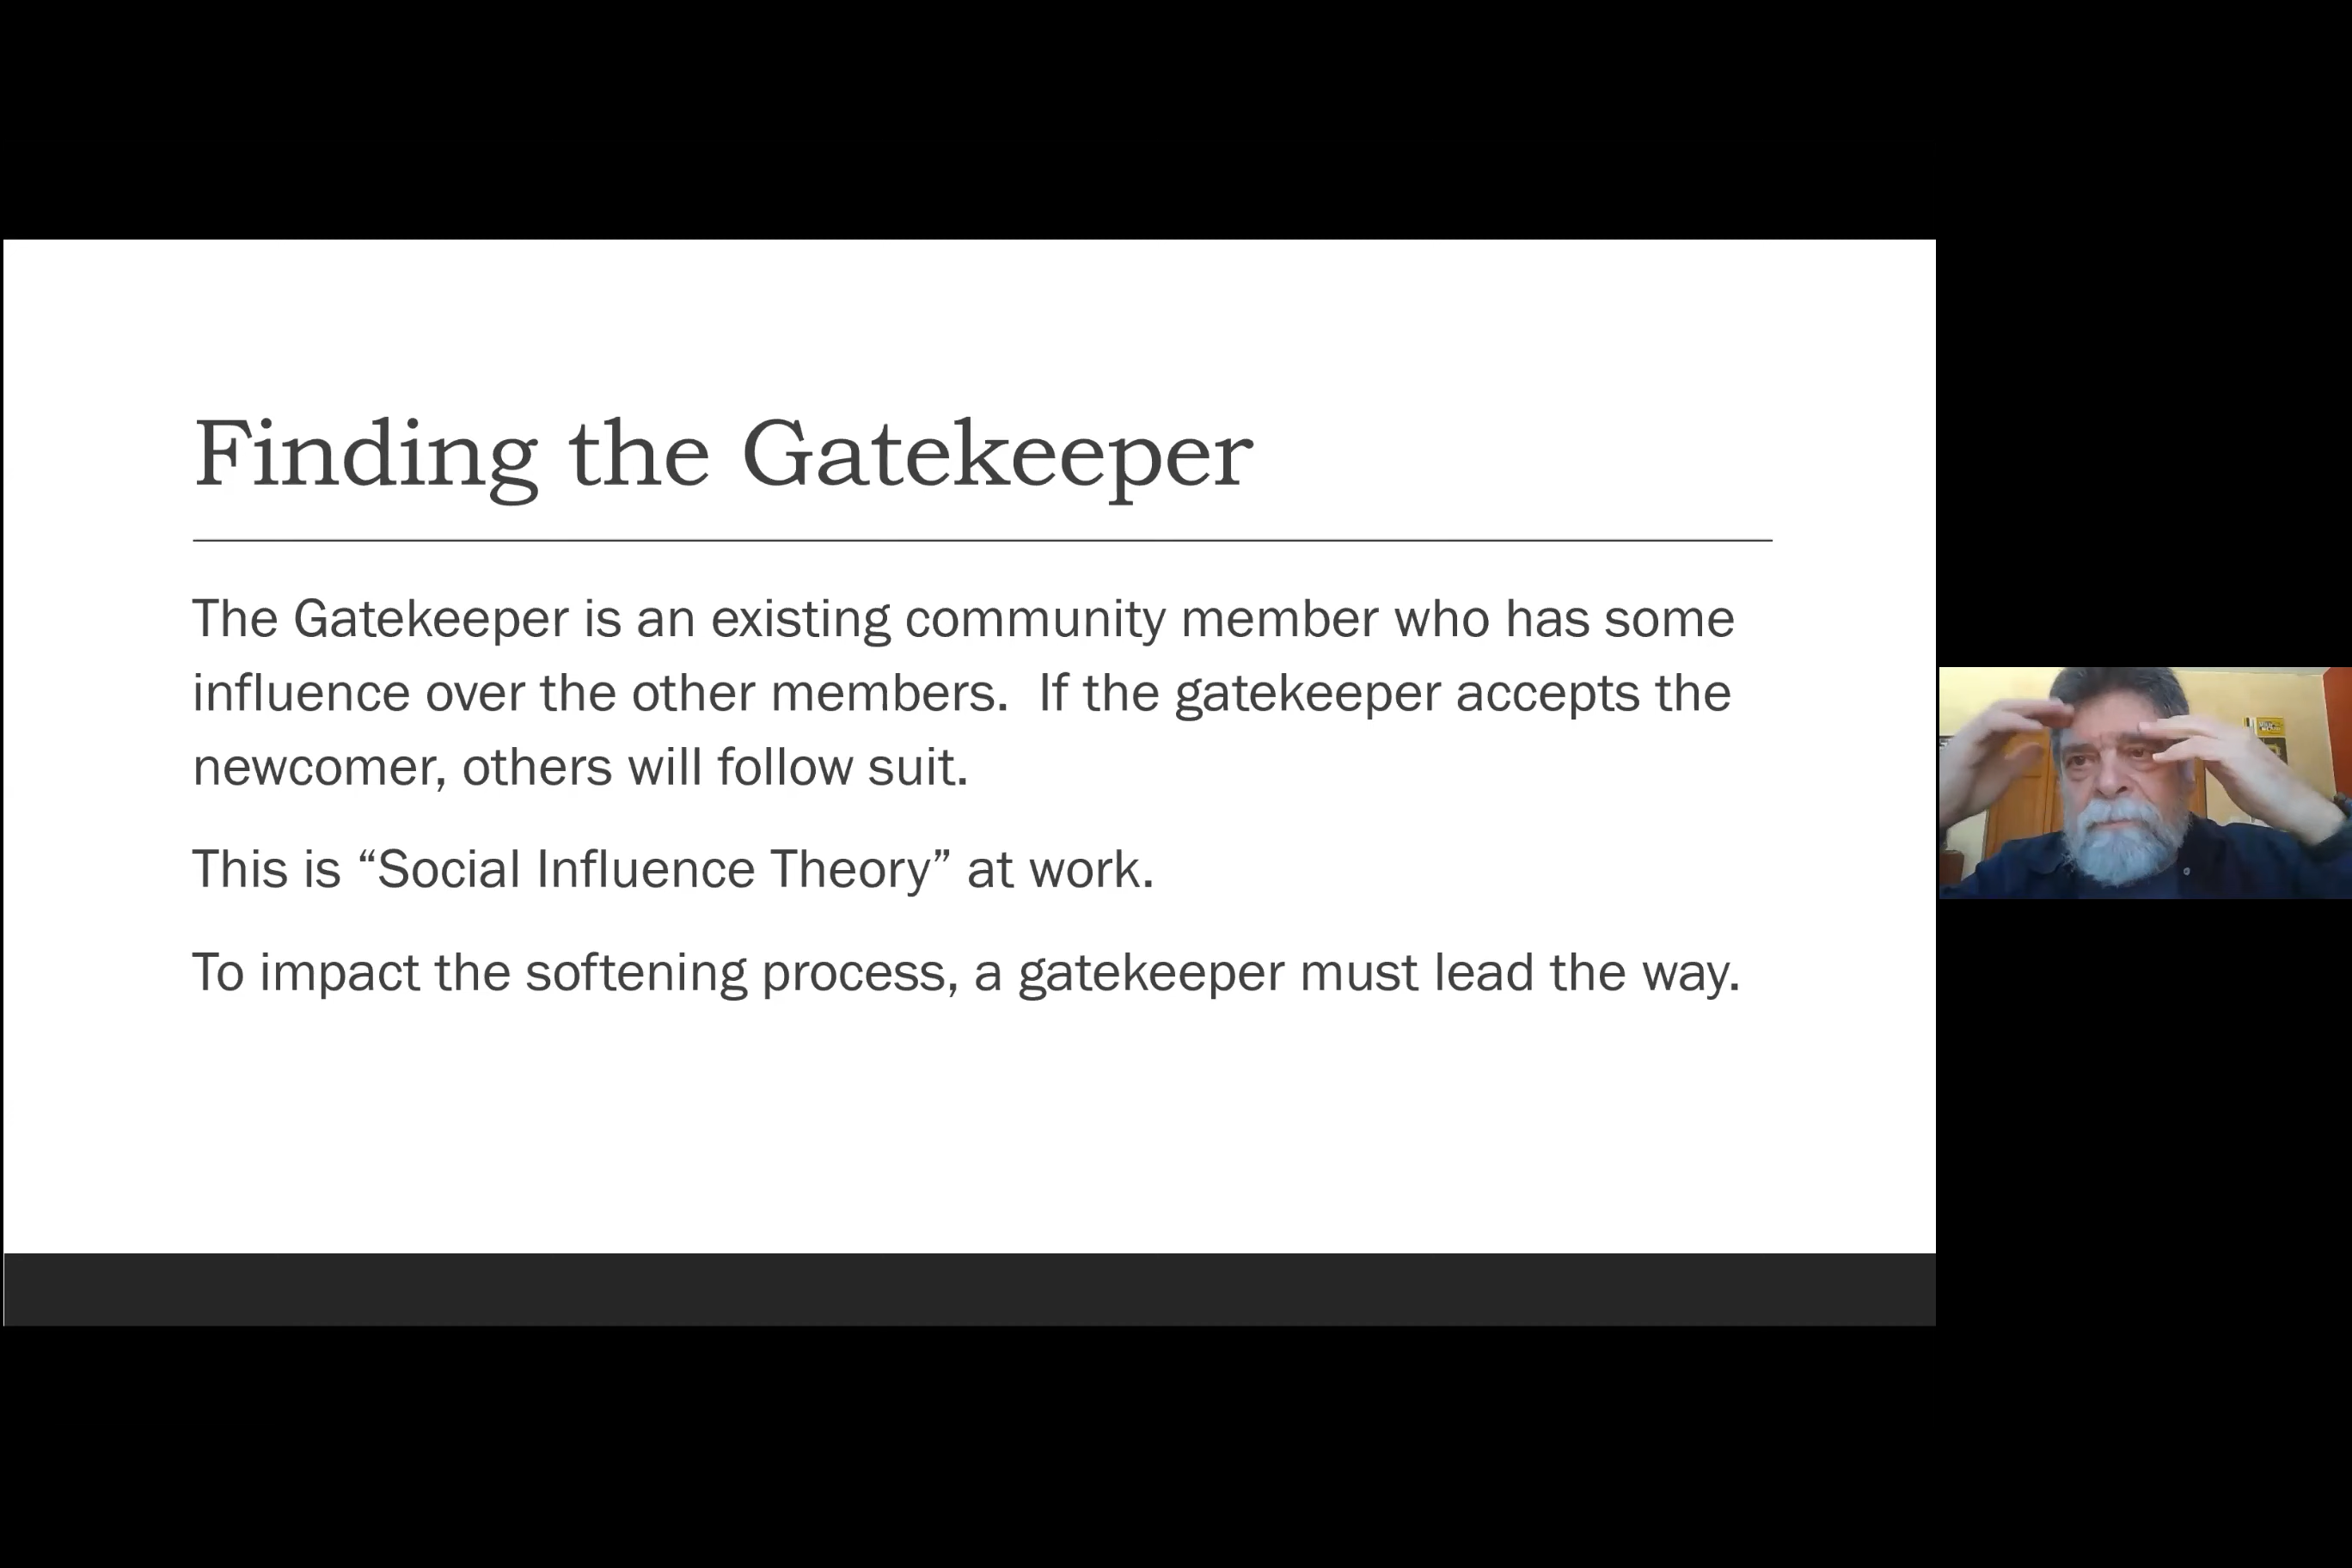 Finding the Gatekeeper
The Gatekeeper is an existing community member who has some
influence over the other members.  If the gatekeeper accepts the
newcomer, others will follow suit.
This is “Social Influence Theory” at work.
To impact the softening process, a gatekeeper must lead the way.